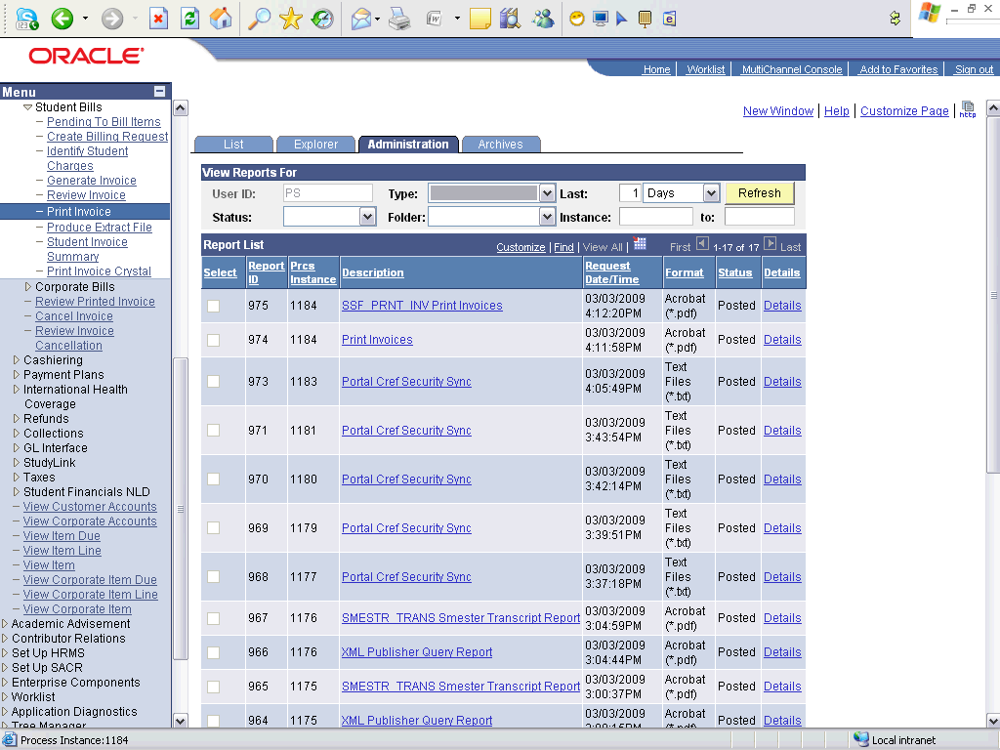 ORACLE
Home Worklist MultiChannel Console Add to Favorites Sign out
Menu
Student Bills
Pending To Bill Items
Create Billing Request
Identify Student
Charges
Generate Invoice
Review Invoice
Print Invoice
Produce Extract File
Student Invoice
Summary
Print Invoice Crystal
Corporate Bills
Review Printed Invoice
Cancel Invoice
Review Invoice
Cancellation
Cashiering
Payment Plans
International Health
Coverage
Refunds
Collections
GL Interface
StudyLink
Taxes
Student Financials NLD
View Customer Accounts
View Corporate Accounts
View Item Due
View Item Line
View Item
View Corporate Item Due
View Corporate Item Line
View Corporate Item
Academic Advisement
Contributor Relations
Set Up HRMS
Set Up SACR
Enterprise Components
Worklist
Application Diagnostics
Tree Manager
New Window | Help | Customize Page | http
List Explorer Administration Archives
View Reports For
User ID: PS Type: Last: 1 Days Refresh
Status: Folder: Instance: to:
Report List Customize | Find | View All | First 1-17 of 17 Last
Select Report ID Prcs Instance Description Request Date/Time Format Status Details
975 1184 SSF_PRNT_INV Print Invoices 03/03/2009 4:12:20PM Acrobat (*.pdf) Posted Details
974 1184 Print Invoices 03/03/2009 4:11:58PM Acrobat (*.pdf) Posted Details
973 1183 Portal Cref Security Sync 03/03/2009 4:05:49PM Text Files (*.txt) Posted Details
971 1181 Portal Cref Security Sync 03/03/2009 3:43:54PM Text Files (*.txt) Posted Details
970 1180 Portal Cref Security Sync 03/03/2009 3:42:14PM Text Files (*.txt) Posted Details
969 1179 Portal Cref Security Sync 03/03/2009 3:39:51PM Text Files (*.txt) Posted Details
968 1177 Portal Cref Security Sync 03/03/2009 3:37:18PM Text Files (*.txt) Posted Details
967 1176 SMESTR_TRANS Smester Transcript Report 03/03/2009 3:04:59PM Acrobat (*.pdf) Posted Details
966 1176 XML Publisher Query Report 03/03/2009 3:04:44PM Acrobat (*.pdf) Posted Details
965 1175 SMESTR_TRANS Smester Transcript Report 03/03/2009 3:00:37PM Acrobat (*.pdf) Posted Details
964 1175 XML Publisher Query Report 03/03/2009 Acrobat Posted Details
Process Instance:1184 Local intranet